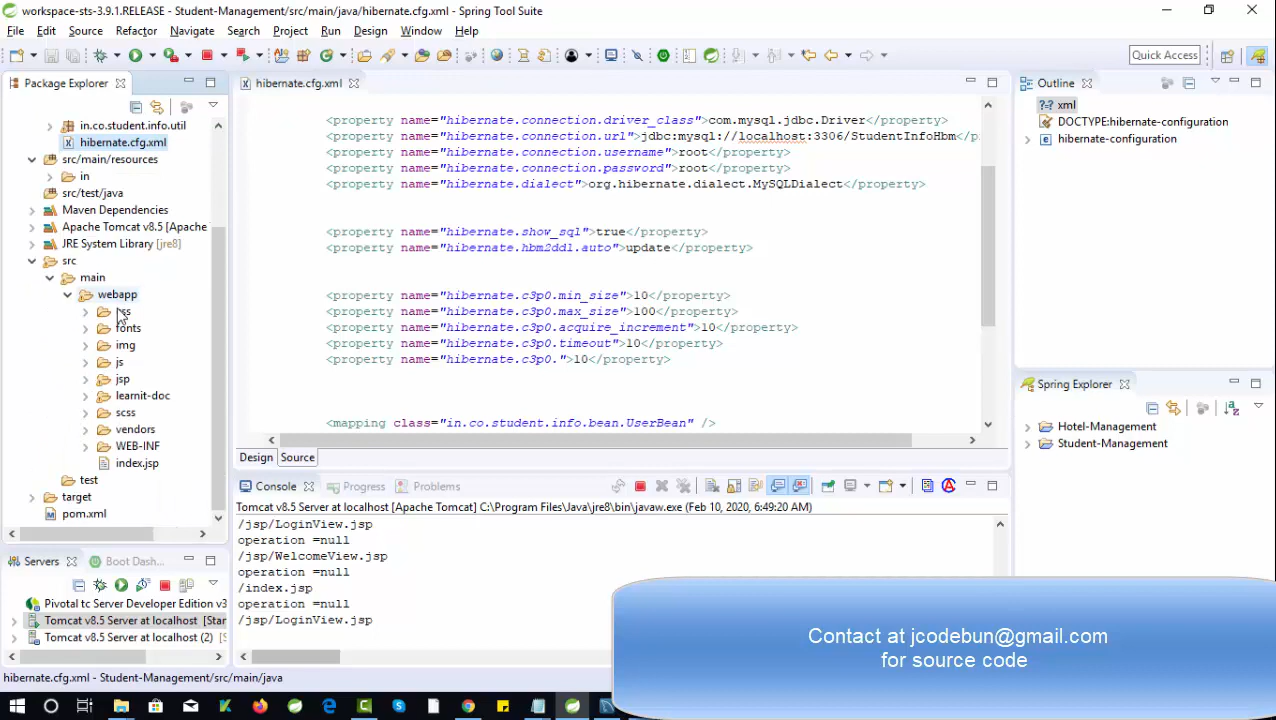 workspace-sts-3.9.1.RELEASE - Student-Management/src/main/java/hibernate.cfg.xml - Spring Tool Suite
File Edit Source Refactor Navigate Search Project Run Design Window Help
Quick Access
Package Explorer
in.co.student.info.util
hibernate.cfg.xml
src/main/resources
in
src/test/java
Maven Dependencies
Apache Tomcat v8.5 [Apache
JRE System Library [jre8]
src
main
webapp
fonts
img
js
jsp
learnit-doc
scss
vendors
WEB-INF
index.jsp
test
target
pom.xml
hibernate.cfg.xml
<property name="hibernate.connection.driver_class">com.mysql.jdbc.Driver</property>
<property name="hibernate.connection.url">jdbc:mysql://localhost:3306/StudentInfoHbm</p
<property name="hibernate.connection.username">root</property>
<property name="hibernate.connection.password">root</property>
<property name="hibernate.dialect">org.hibernate.dialect.MySQLDialect</property>
<property name="hibernate.show_sql">true</property>
<property name="hibernate.hbm2ddl.auto">update</property>
<property name="hibernate.c3p0.min_size">10</property>
<property name="hibernate.c3p0.max_size">100</property>
<property name="hibernate.c3p0.acquire_increment">10</property>
<property name="hibernate.c3p0.timeout">10</property>
<property name="hibernate.c3p0.">10</property>
<mapping class="in.co.student.info.bean.UserBean" />
Design Source
Outline
xml
DOCTYPE:hibernate-configuration
hibernate-configuration
Spring Explorer
Hotel-Management
Student-Management
Console Progress Problems
Tomcat v8.5 Server at localhost [Apache Tomcat] C:\Program Files\Java\jre8\bin\javaw.exe (Feb 10, 2020, 6:49:20 AM)
/jsp/LoginView.jsp
operation =null
/jsp/WelcomeView.jsp
operation =null
/index.jsp
operation =null
/jsp/LoginView.jsp
Servers Boot Dash...
Pivotal tc Server Developer Edition v3
Tomcat v8.5 Server at localhost [Star
Tomcat v8.5 Server at localhost (2) [S
Contact at jcodebun@gmail.com
for source code
hibernate.cfg.xml - Student-Management/src/main/java